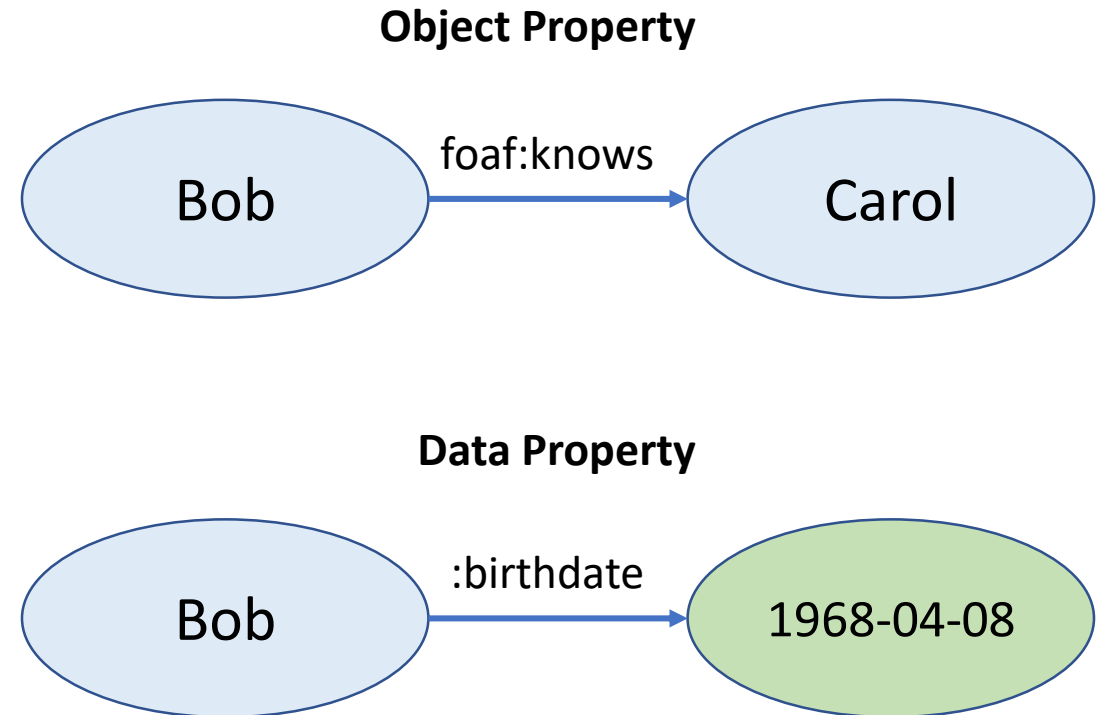 Object Property
foaf:knows
Bob
Carol
Data Property
:birthdate
Bob
1968-04-08